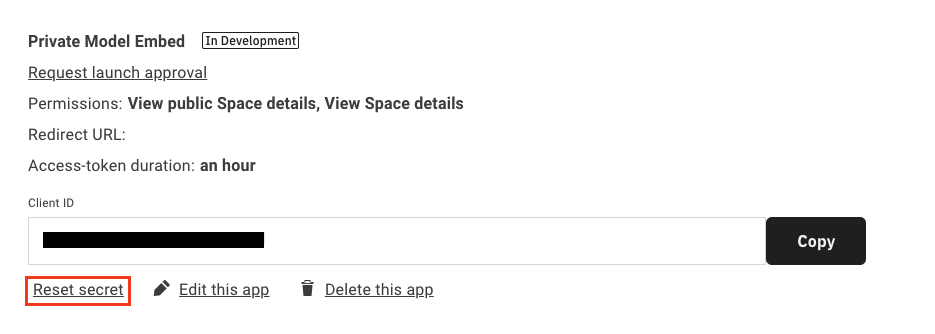 Private Model Embed In Development
Request launch approval
Permissions: View public Space details, View Space details
Redirect URL:
Access-token duration: an hour
Client ID
Copy
Reset secret Edit this app Delete this app